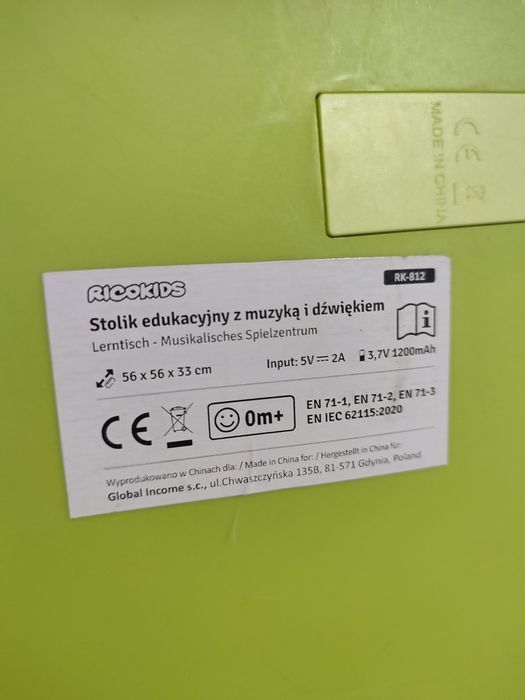 CE
MADE IN CHINA
RICOKIDS
RK-812
Stolik edukacyjny z muzyką i dźwiękiem
Lerntisch - Musikalisches Spielzentrum
i
56 x 56 x 33 cm
Input: 5V ⎓ 2A
3,7V 1200mAh
CE
0m+
EN 71-1, EN 71-2, EN 71-3
EN IEC 62115:2020
Wyprodukowano w Chinach dla: / Made in China for: / Hergestellt in China für:
Global Income s.c., ul.Chwaszczyńska 135B, 81-571 Gdynia, Poland